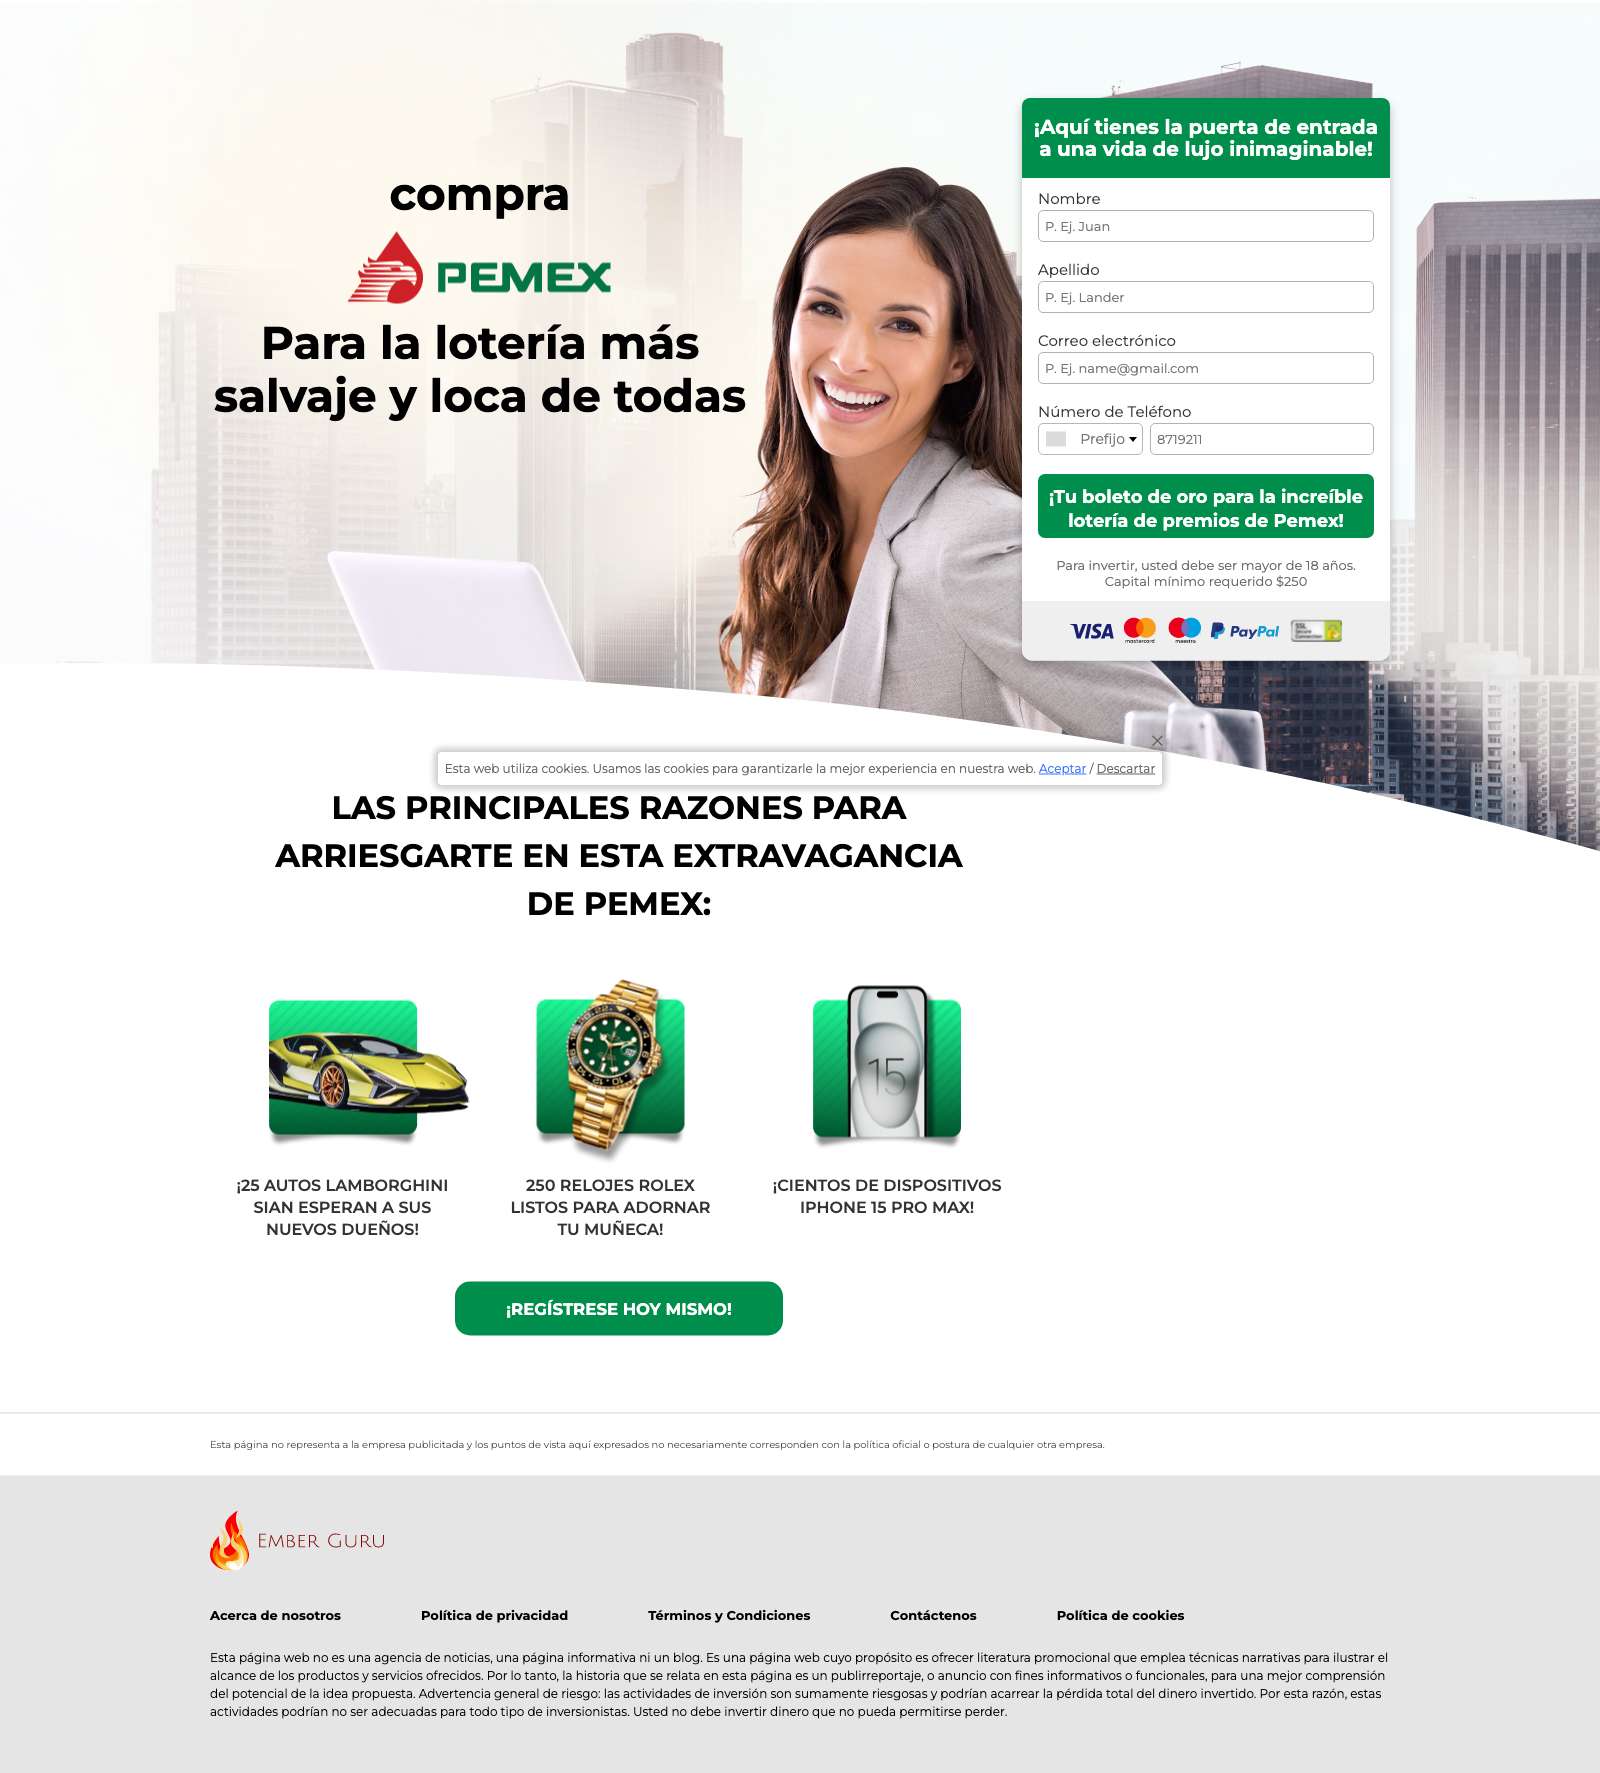 compra
PEMEX
Para la lotería más
salvaje y loca de todas
¡Aquí tienes la puerta de entrada
a una vida de lujo inimaginable!
Nombre
P. Ej. Juan
Apellido
P. Ej. Lander
Correo electrónico
P. Ej. name@gmail.com
Número de Teléfono
Prefijo 8719211
¡Tu boleto de oro para la increíble
lotería de premios de Pemex!
Para invertir, usted debe ser mayor de 18 años.
Capital mínimo requerido $250
VISA mastercard maestro PayPal SSL Secure Connection
Esta web utiliza cookies. Usamos las cookies para garantizarle la mejor experiencia en nuestra web. Aceptar / Descartar
LAS PRINCIPALES RAZONES PARA
ARRIESGARTE EN ESTA EXTRAVAGANCIA
DE PEMEX:
15
¡25 AUTOS LAMBORGHINI
SIAN ESPERAN A SUS
NUEVOS DUEÑOS!
250 RELOJES ROLEX
LISTOS PARA ADORNAR
TU MUÑECA!
¡CIENTOS DE DISPOSITIVOS
IPHONE 15 PRO MAX!
¡REGÍSTRESE HOY MISMO!
Esta página no representa a la empresa publicitada y los puntos de vista aquí expresados no necesariamente corresponden con la política oficial o postura de cualquier otra empresa.
EMBER GURU
Acerca de nosotros Política de privacidad Términos y Condiciones Contáctenos Política de cookies
Esta página web no es una agencia de noticias, una página informativa ni un blog. Es una página web cuyo propósito es ofrecer literatura promocional que emplea técnicas narrativas para ilustrar el
alcance de los productos y servicios ofrecidos. Por lo tanto, la historia que se relata en esta página es un publirreportaje, o anuncio con fines informativos o funcionales, para una mejor comprensión
del potencial de la idea propuesta. Advertencia general de riesgo: las actividades de inversión son sumamente riesgosas y podrían acarrear la pérdida total del dinero invertido. Por esta razón, estas
actividades podrían no ser adecuadas para todo tipo de inversionistas. Usted no debe invertir dinero que no pueda permitirse perder.